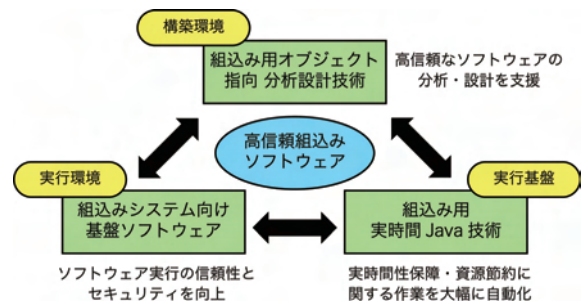 構築環境
組込み用オブジェクト
指向 分析設計技術
高信頼なソフトウェアの
分析・設計を支援
高信頼組込み
ソフトウェア
実行環境
組込みシステム向け
基盤ソフトウェア
ソフトウェア実行の信頼性と
セキュリティを向上
実行基盤
組込み用
実時間 Java 技術
実時間性保障・資源節約に
関する作業を大幅に自動化